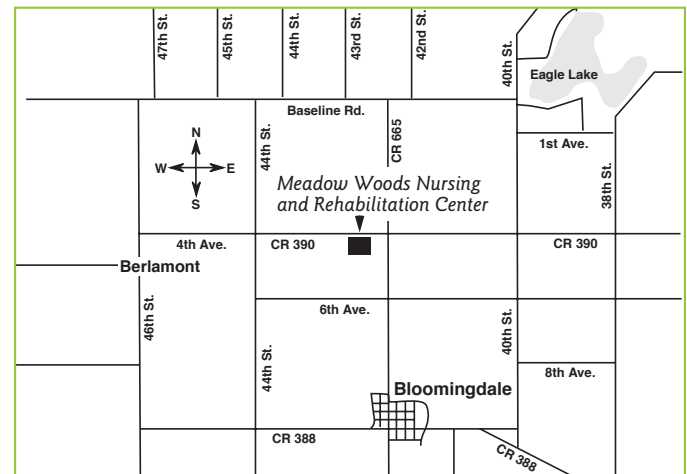 47th St.
45th St.
44th St.
43rd St.
42nd St.
40th St.
Eagle Lake
Baseline Rd.
N
W
E
S
44th St.
CR 665
1st Ave.
38th St.
Meadow Woods Nursing
and Rehabilitation Center
4th Ave.
CR 390
CR 390
Berlamont
46th St.
6th Ave.
40th St.
44th St.
8th Ave.
Bloomingdale
CR 388
CR 388